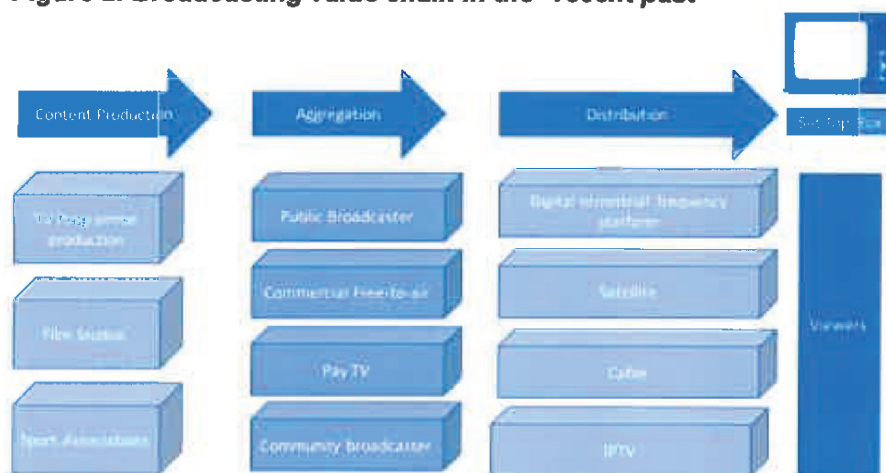 Figure 2: Broadcasting value chain in the "recent past"
Content Production
Aggregation
Distribution
Set Top Box
TV Programme
production
Public Broadcaster
Digital terrestrial frequency
platform
Commercial Free-to-air
Satellite
Film Studios
Viewers
Pay TV
Cable
Sport Associations
Community broadcaster
IPTV